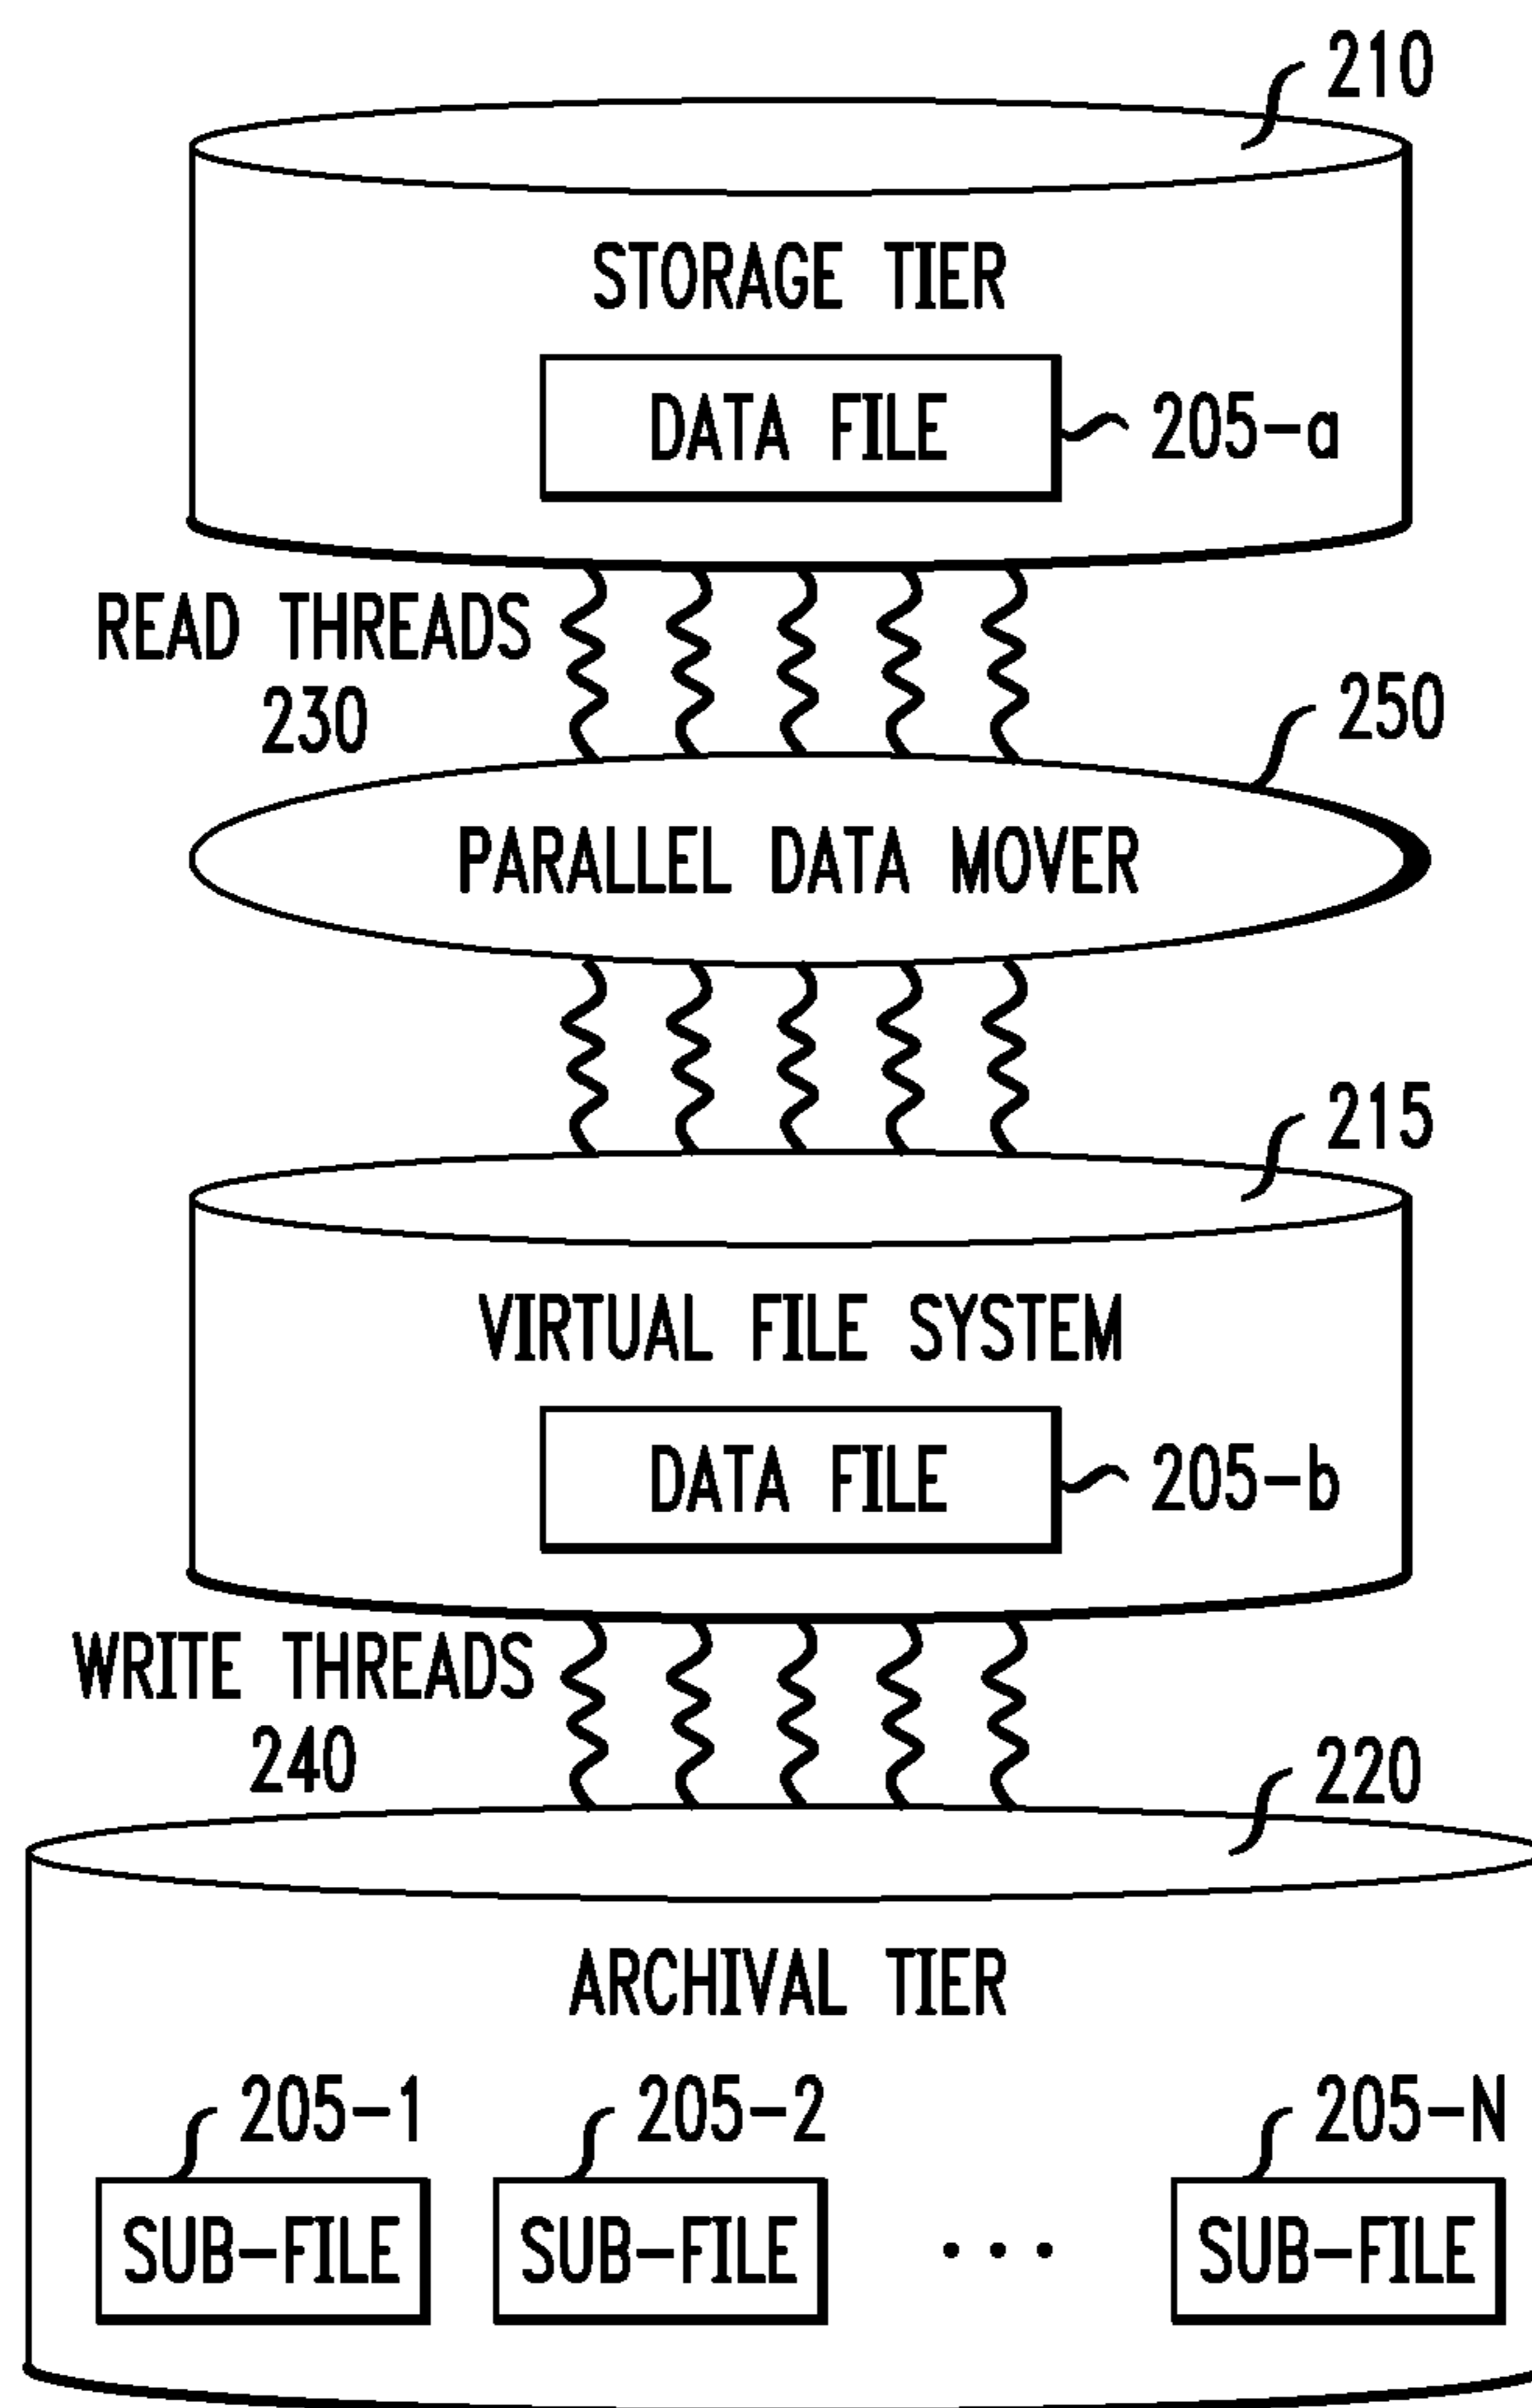 210
STORAGE TIER
DATA FILE
205-a
READ THREADS
230
250
PARALLEL DATA MOVER
215
VIRTUAL FILE SYSTEM
DATA FILE
205-b
WRITE THREADS
240
220
ARCHIVAL TIER
205-1
205-2
205-N
SUB-FILE
SUB-FILE
...
SUB-FILE